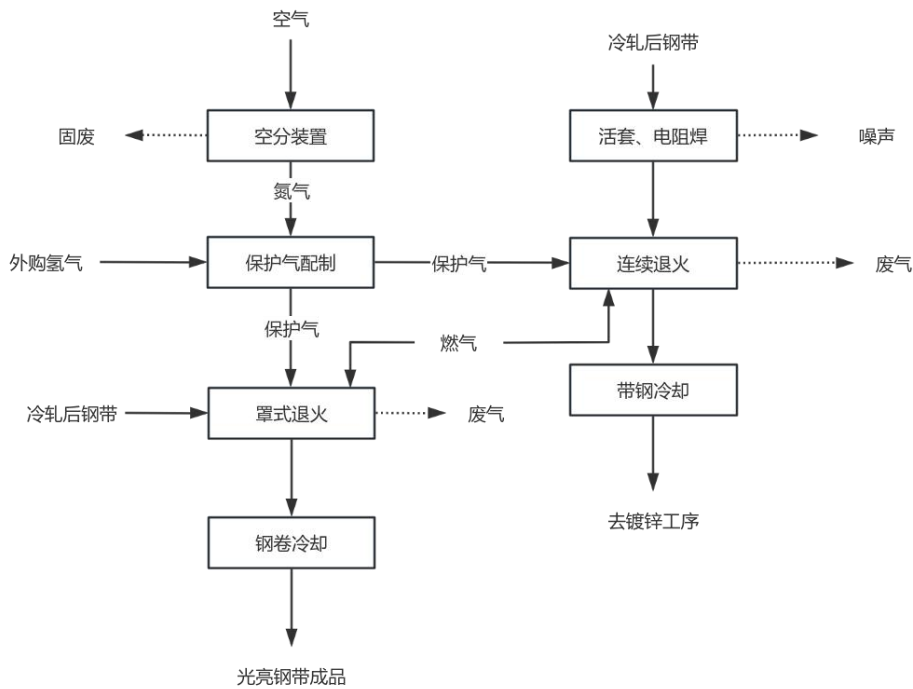 空气
冷轧后钢带
固废
空分装置
活套、电阻焊
噪声
氮气
外购氢气
保护气配制
保护气
连续退火
废气
保护气
燃气
带钢冷却
冷轧后钢带
罩式退火
废气
去镀锌工序
钢卷冷却
光亮钢带成品